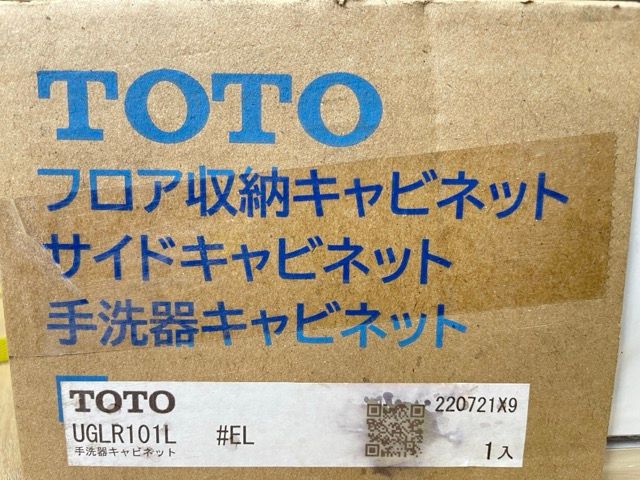 TOTO
フロア収納キャビネット
サイドキャビネット
手洗器キャビネット
TOTO
220721X9
UGLR101L #EL
手洗器キャビネット
1入